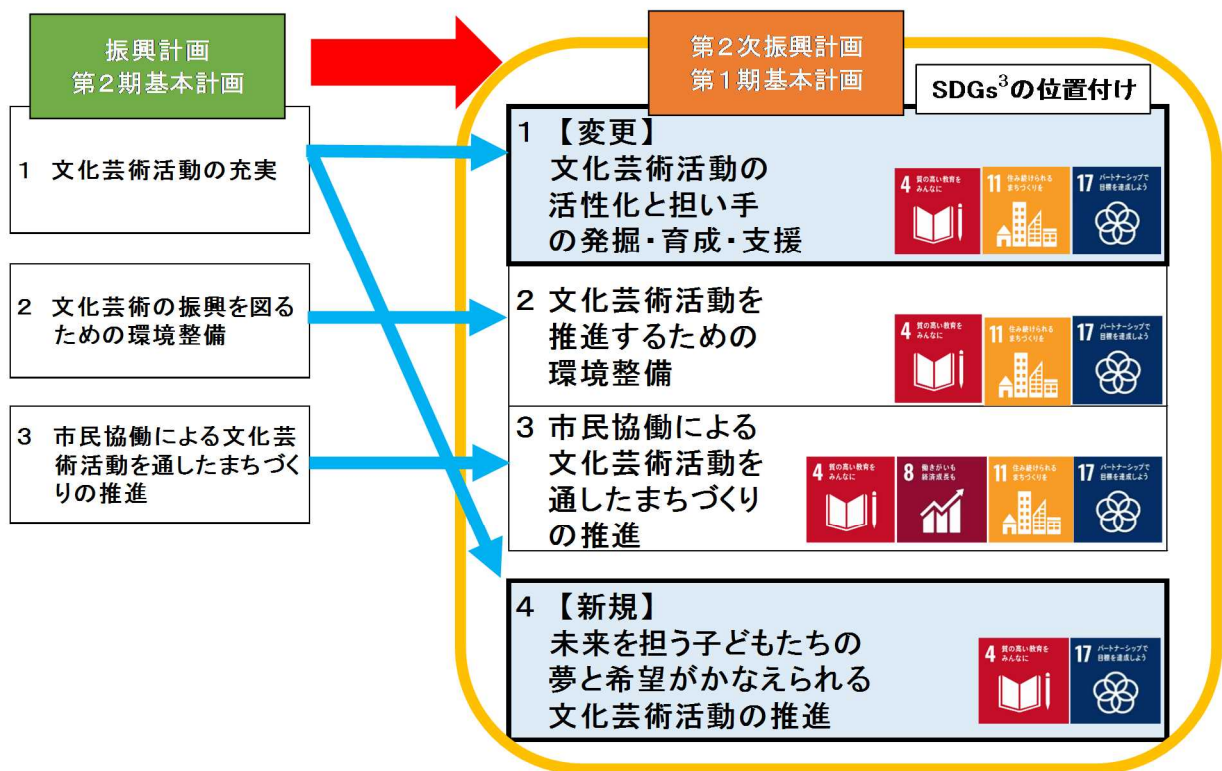 振興計画
第2期基本計画
1 文化芸術活動の充実
2 文化芸術の振興を図る
ための環境整備
3 市民協働による文化芸
術活動を通したまちづく
りの推進
第2次振興計画
第1期基本計画
SDGs³の位置付け
1 【変更】
文化芸術活動の
活性化と担い手
の発掘・育成・支援
4 質の高い教育を
みんなに
11 住み続けられる
まちづくりを
17 パートナーシップで
目標を達成しよう
2 文化芸術活動を
推進するための
環境整備
4 質の高い教育を
みんなに
11 住み続けられる
まちづくりを
17 パートナーシップで
目標を達成しよう
3 市民協働による
文化芸術活動を
通したまちづくり
の推進
4 質の高い教育を
みんなに
8 働きがいも
経済成長も
11 住み続けられる
まちづくりを
17 パートナーシップで
目標を達成しよう
4 【新規】
未来を担う子どもたちの
夢と希望がかなえられる
文化芸術活動の推進
4 質の高い教育を
みんなに
17 パートナーシップで
目標を達成しよう